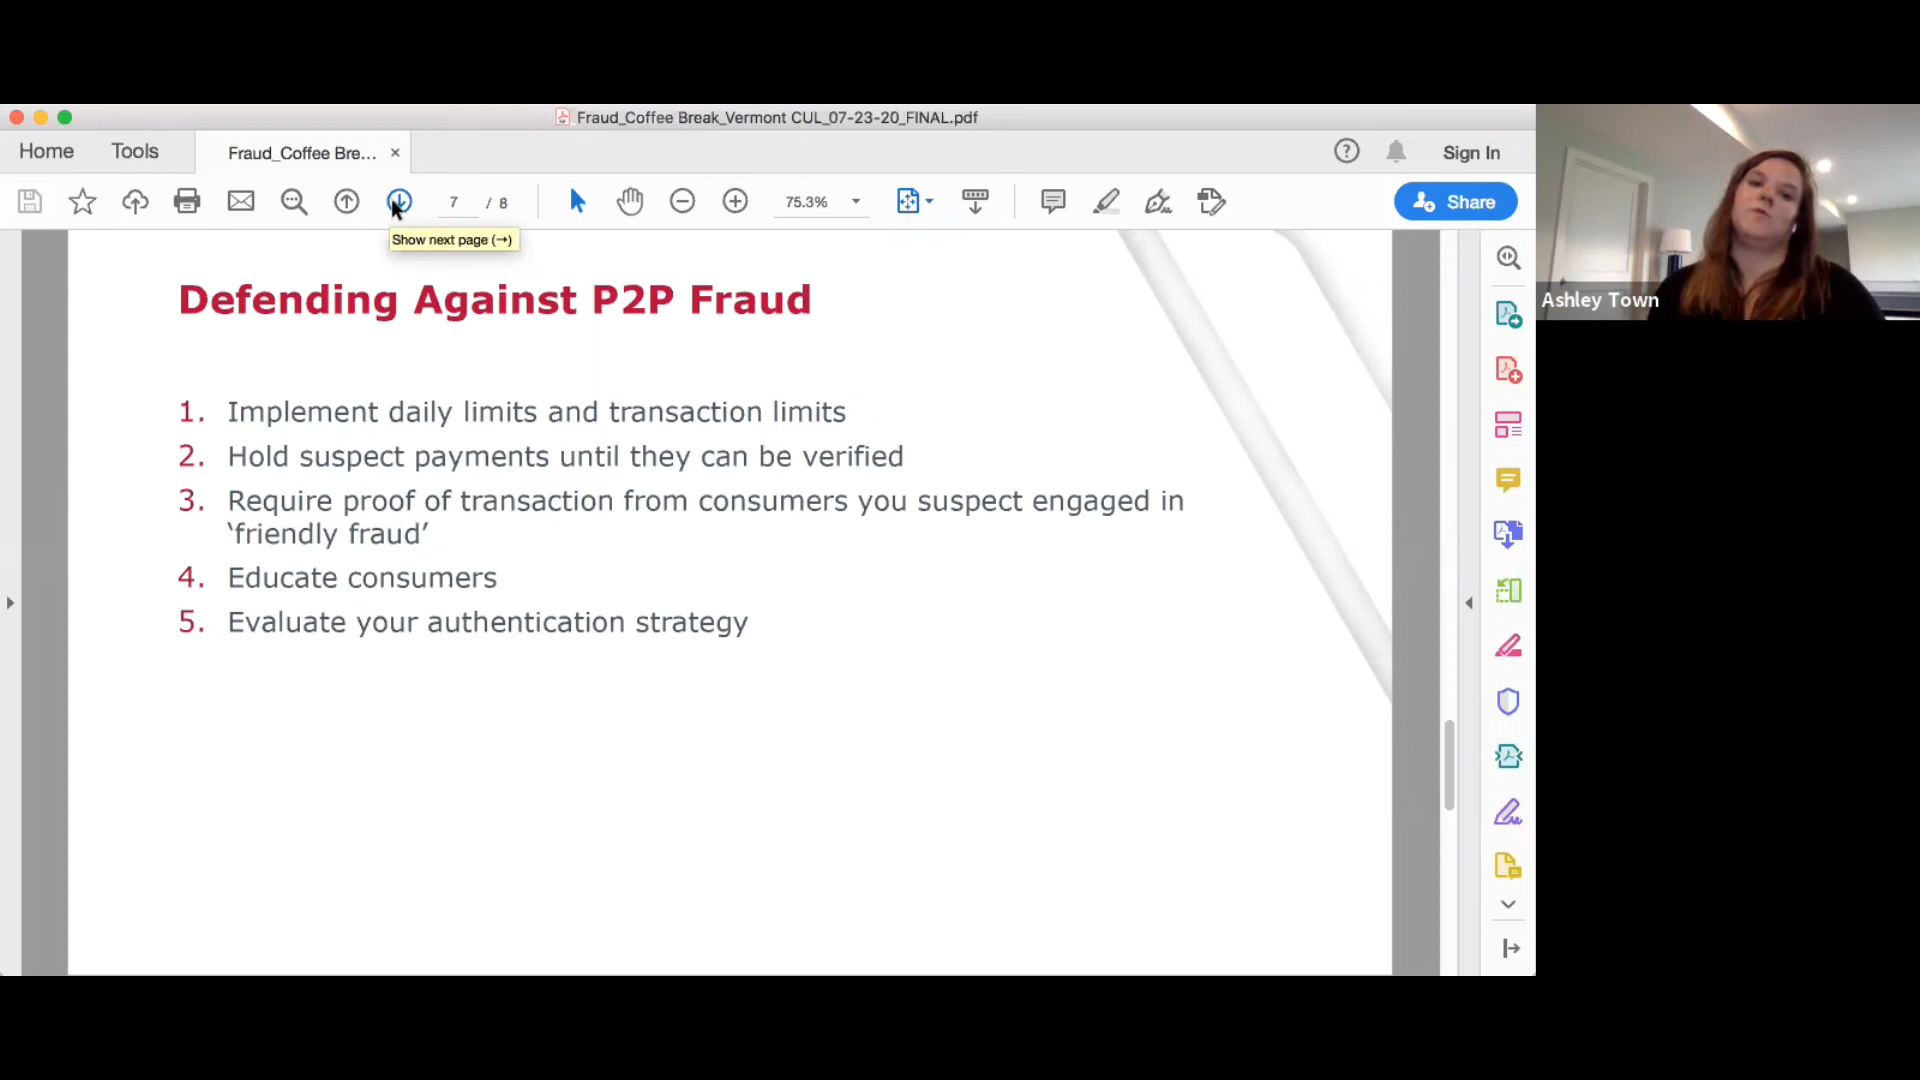 Fraud_Coffee Break_Vermont CUL_07-23-20_FINAL.pdf
Home
Tools
Fraud_Coffee Bre...
Sign In
7 / 8
75.3%
Share
Show next page (→)
Defending Against P2P Fraud
1. Implement daily limits and transaction limits
2. Hold suspect payments until they can be verified
3. Require proof of transaction from consumers you suspect engaged in
‘friendly fraud’
4. Educate consumers
5. Evaluate your authentication strategy
Ashley Town